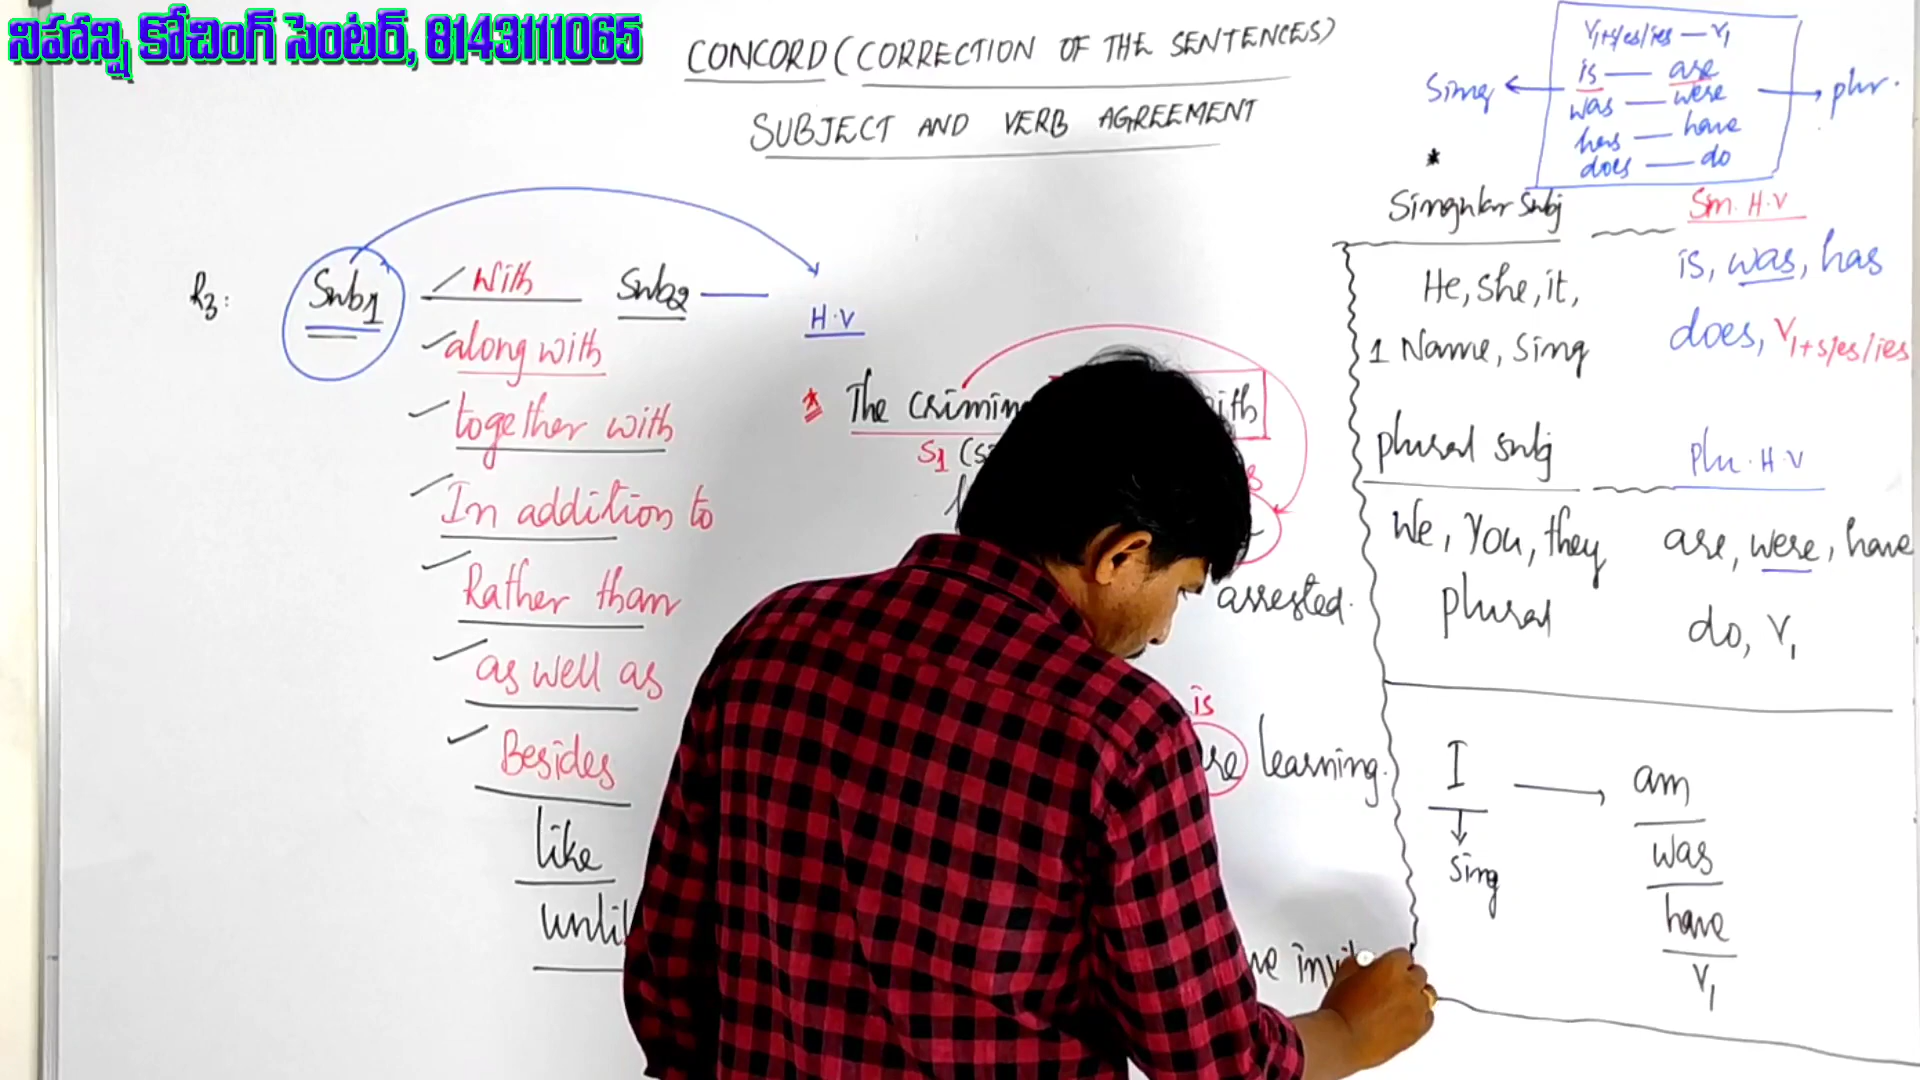 నిహాన్ని కోచింగ్ సెంటర్, 8143111065
CONCORD (CORRECTION OF THE SENTENCES)
SUBJECT AND VERB AGREEMENT
V1+s/es/ies — V1
is — are
was — were
has — have
does — do
Sing
plur.
*
Singular Subj
Sin. H.V
He, she, it,
1 Name, Sing
is, was, has
does, V1+s/es/ies
plural subj
plu. H.V
We, You, they
plural
are, were, have
do, V1
I
Sing
am
was
have
V1
R3:
Sub1
with
Sub2
H.V
along with
together with
In addition to
Rather than
as well as
Besides
like
* The
S1
arrested.
is
learning.